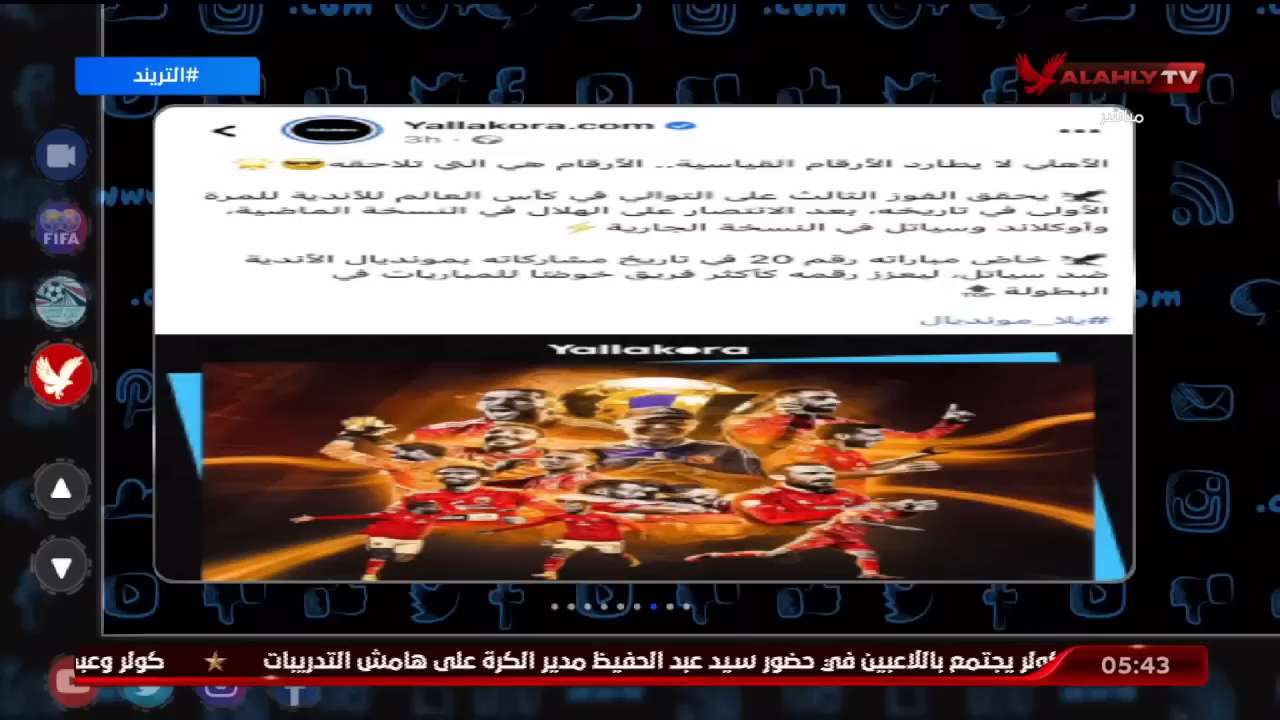 #التريند
ALAHLY TV
مباشر
Yallakora.com
3h
الأهلي لا يطارد الأرقام القياسية.. الأرقام هي التي تلاحقه
يحقق الفوز الثالث على التوالي في كأس العالم للأندية للمرة
الأولى في تاريخه، بعد الانتصار على الهلال في النسخة الماضية،
وأوكلاند وسياتل في النسخة الجارية
خاض مباراته رقم 20 في تاريخ مشاركاته بمونديال الأندية
ضد سياتل، ليعزز رقمه كأكثر فريق خوضًا للمباريات في
البطولة
#يلا_مونديال
Yallakora
FIFA
كولر يجتمع باللاعبين في حضور سيد عبد الحفيظ مدير الكرة على هامش التدريبات
كولر وعبد
05:43